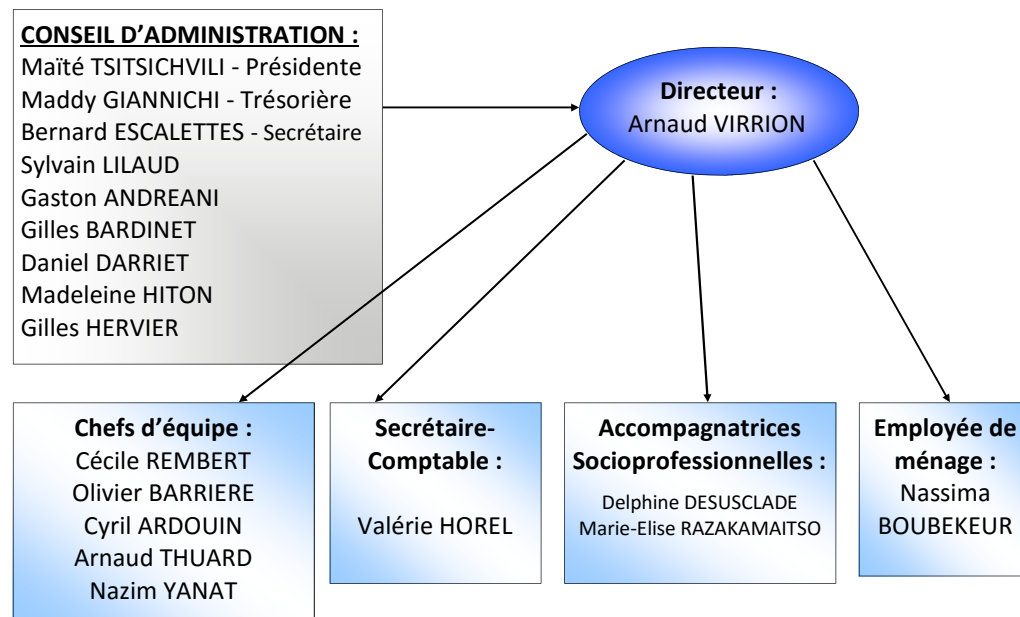 CONSEIL D’ADMINISTRATION :
Maïté TSITSICHVILI - Présidente
Maddy GIANNICHI - Trésorière
Bernard ESCALETTES - Secrétaire
Sylvain LILAUD
Gaston ANDREANI
Gilles BARDINET
Daniel DARRIET
Madeleine HITON
Gilles HERVIER
Directeur :
Arnaud VIRRION
Chefs d’équipe :
Cécile REMBERT
Olivier BARRIERE
Cyril ARDOUIN
Arnaud THUARD
Nazim YANAT
Secrétaire-
Comptable :
Valérie HOREL
Accompagnatrices
Socioprofessionnelles :
Delphine DESUSCLADE
Marie-Elise RAZAKAMAITSO
Employée de
ménage :
Nassima
BOUBEKEUR